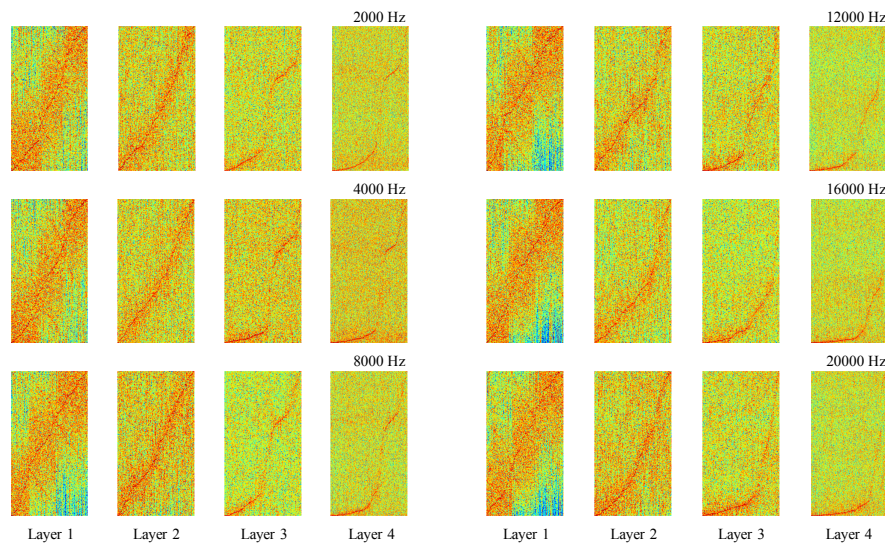 2000 Hz
12000 Hz
4000 Hz
16000 Hz
8000 Hz
20000 Hz
Layer 1 Layer 2 Layer 3 Layer 4 Layer 1 Layer 2 Layer 3 Layer 4